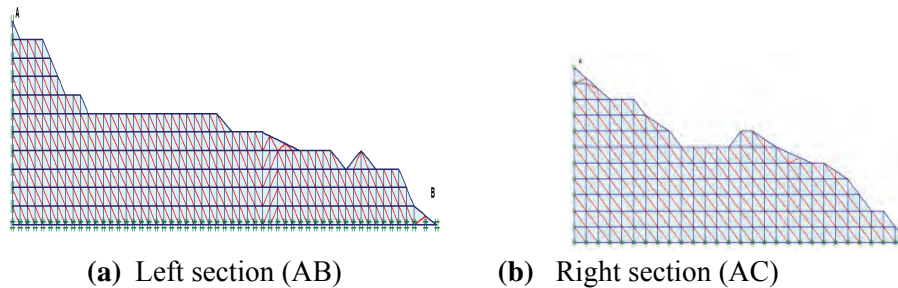 A
B
A
(a) Left section (AB)
(b) Right section (AC)